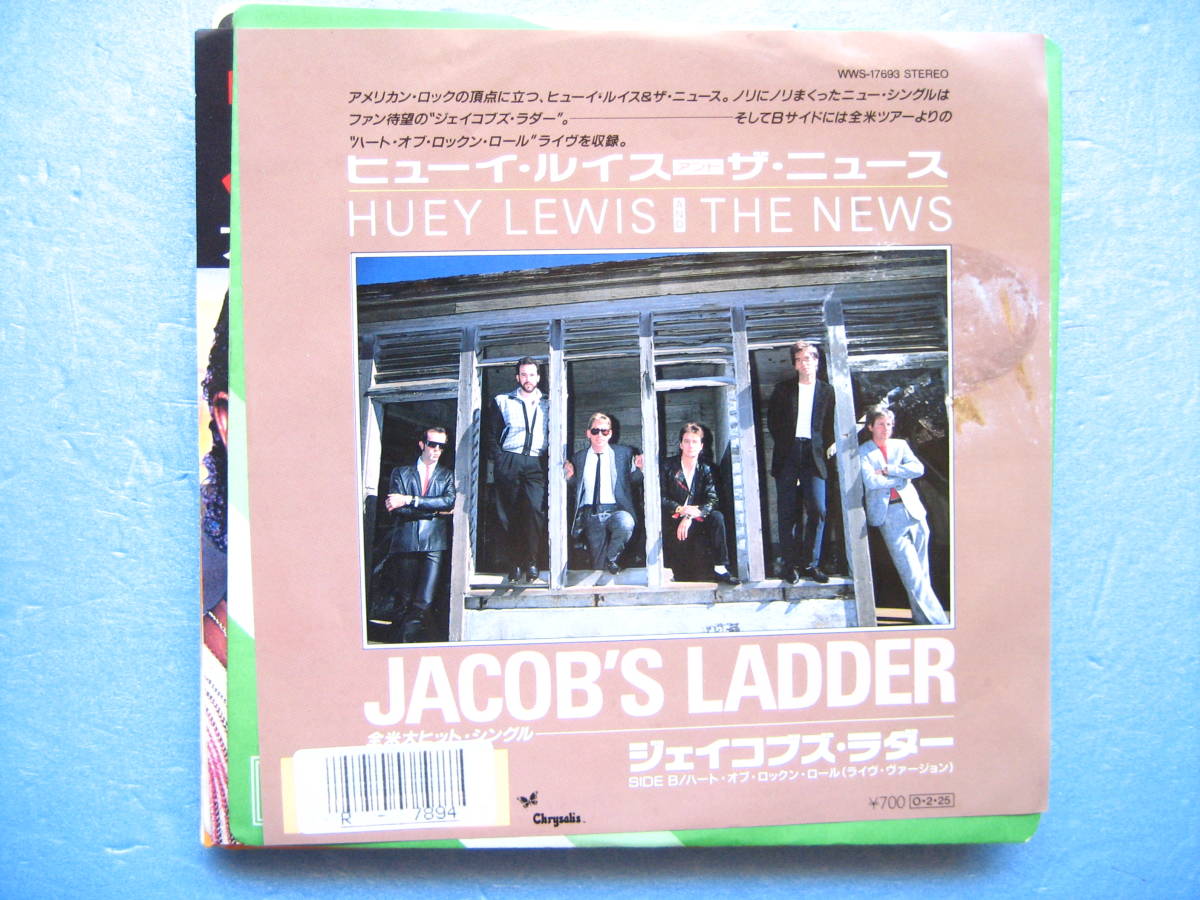 WWS-17693 STEREO
アメリカン・ロックの頂点に立つ、ヒューイ・ルイス&ザ・ニュース。ノリにノリまくったニュー・シングルは
ファン待望の“ジェイコブズ・ラダー”。――――そしてBサイドには全米ツアーよりの
“ハート・オブ・ロックン・ロール”ライヴを収録。
ヒューイ・ルイス アンド ザ・ニュース
HUEY LEWIS AND THE NEWS
JACOB'S LADDER
全米大ヒット・シングル
ジェイコブズ・ラダー
SIDE B/ハート・オブ・ロックン・ロール(ライヴ・ヴァージョン)
¥700 O・2・25
R - 7894
Chrysalis